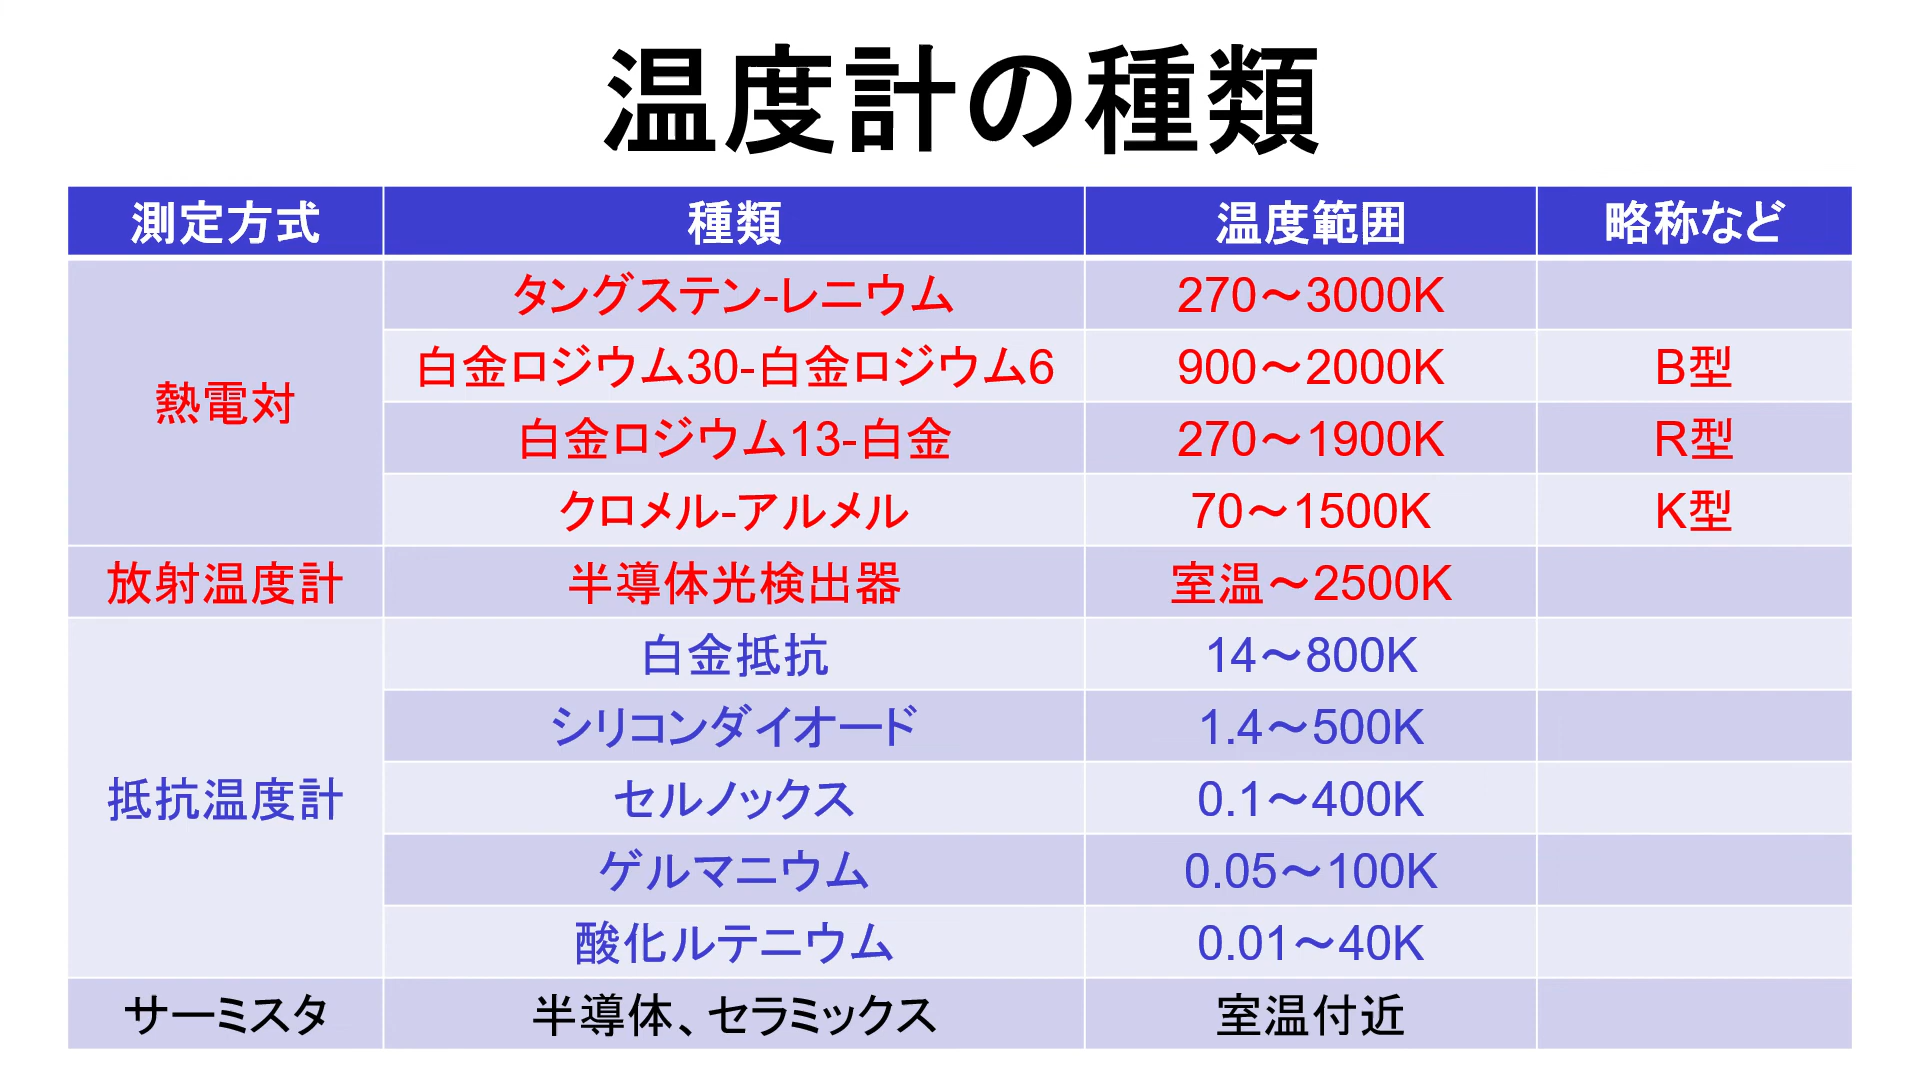 温度計の種類
測定方式 種類 温度範囲 略称など
熱電対 タングステン-レニウム 270～3000K
白金ロジウム30-白金ロジウム6 900～2000K B型
白金ロジウム13-白金 270～1900K R型
クロメル-アルメル 70～1500K K型
放射温度計 半導体光検出器 室温～2500K
抵抗温度計 白金抵抗 14～800K
シリコンダイオード 1.4～500K
セルノックス 0.1～400K
ゲルマニウム 0.05～100K
酸化ルテニウム 0.01～40K
サーミスタ 半導体、セラミックス 室温付近